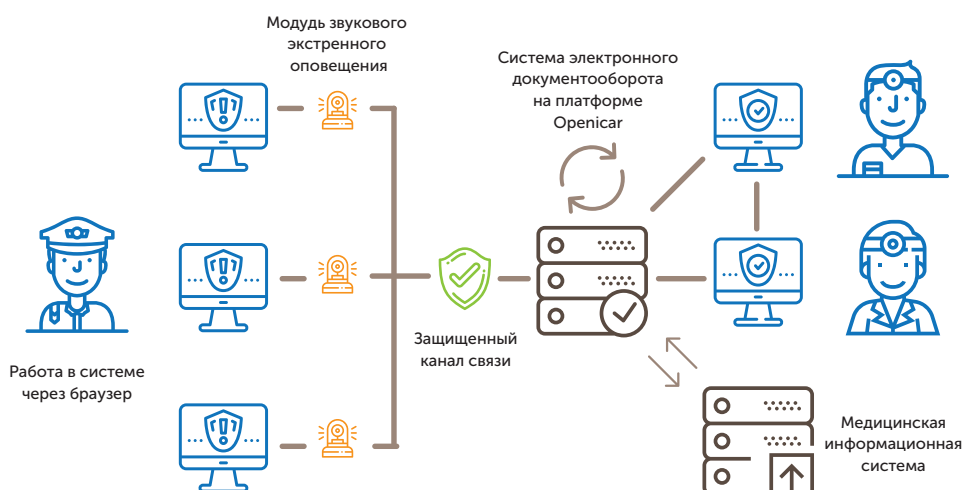 Модудь звукового
экстренного
оповещения
Система электронного
документооборота
на платформе
Openicar
Защищенный
канал связи
Работа в системе
через браузер
Медицинская
информационная
система